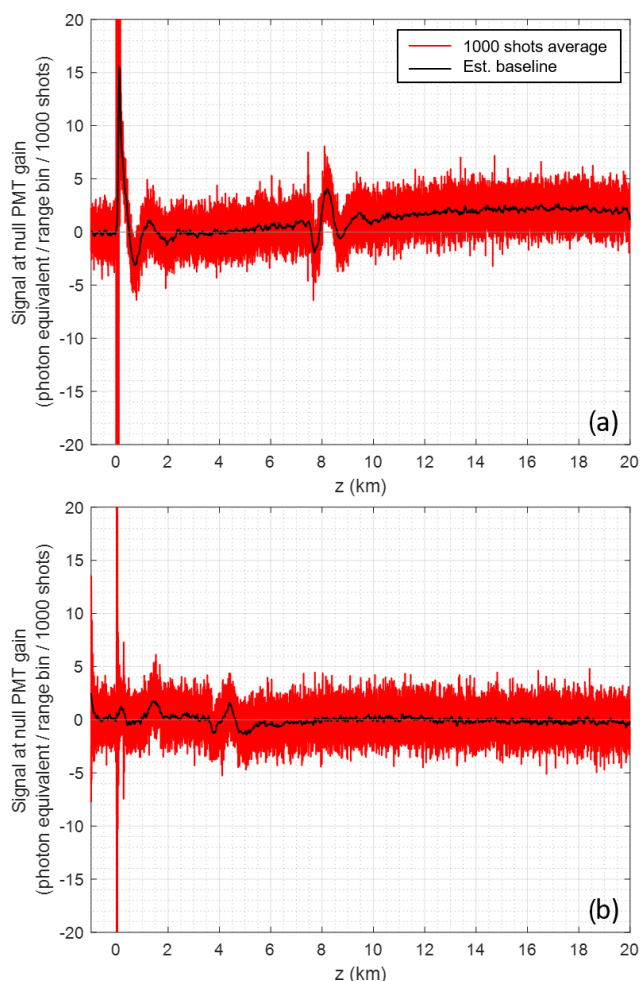 20
15
10
5
0
-5
-10
-15
-20
Signal at null PMT gain
(photon equivalent / range bin / 1000 shots)
1000 shots average
Est. baseline
(a)
0 2 4 6 8 10 12 14 16 18 20
z (km)
20
15
10
5
0
-5
-10
-15
-20
Signal at null PMT gain
(photon equivalent / range bin / 1000 shots)
(b)
0 2 4 6 8 10 12 14 16 18 20
z (km)